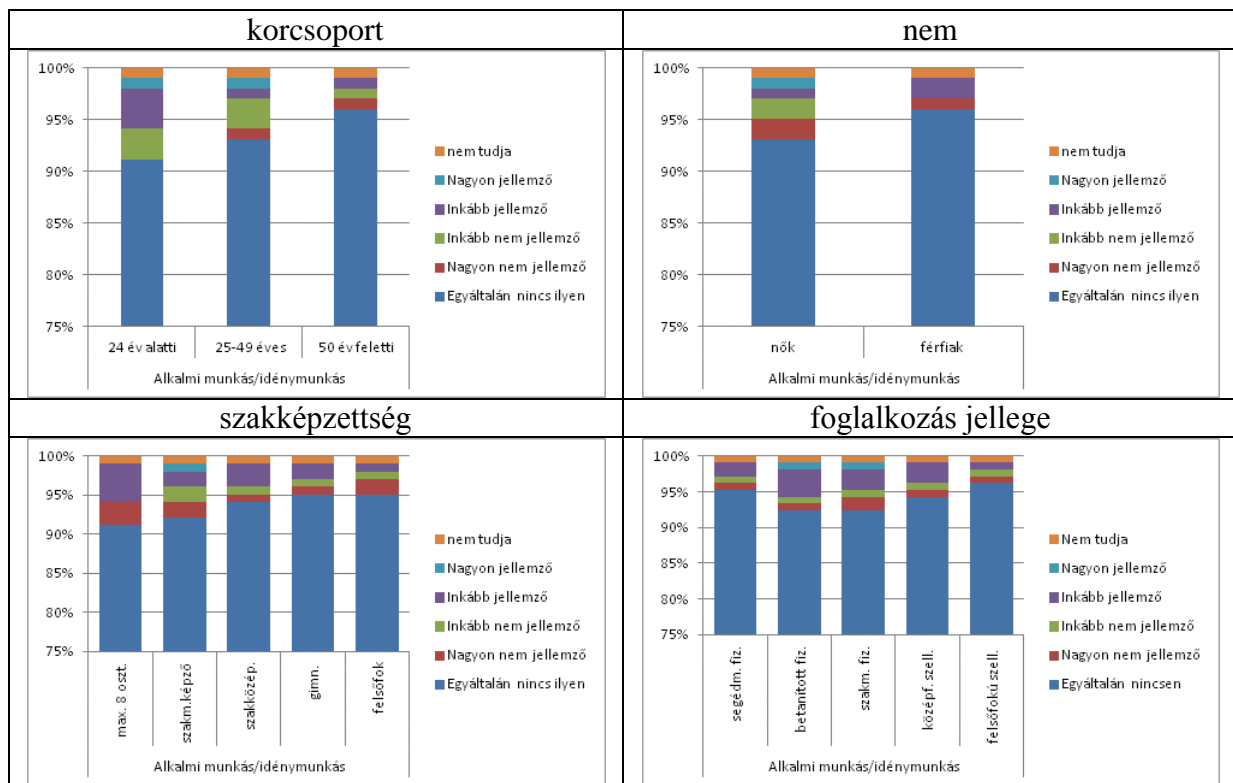 korcsoport
nem
100%
95%
90%
85%
80%
75%
24 év alatti
25-49 éves
50 év feletti
Alkalmi munkás/idénymunkás
nem tudja
Nagyon jellemző
Inkább jellemző
Inkább nem jellemző
Nagyon nem jellemző
Egyáltalán nincs ilyen
100%
95%
90%
85%
80%
75%
nők
férfiak
Alkalmi munkás/idénymunkás
nem tudja
Nagyon jellemző
Inkább jellemző
Inkább nem jellemző
Nagyon nem jellemző
Egyáltalán nincs ilyen
szakképzettség
foglalkozás jellege
100%
95%
90%
85%
80%
75%
max. 8 oszt.
szakm.képző
szakközép.
gimn.
felsőfok
Alkalmi munkás/idénymunkás
nem tudja
Nagyon jellemző
Inkább jellemző
Inkább nem jellemző
Nagyon nem jellemző
Egyáltalán nincs ilyen
100%
95%
90%
85%
80%
75%
segédm. fiz.
betanított fiz.
szakm. fiz.
középf. szell.
felsőfokú szell.
Alkalmi munkás/idénymunkás
Nem tudja
Nagyon jellemző
Inkább jellemző
Inkább nem jellemző
Nagyon nem jellemző
Egyáltalán nincsen